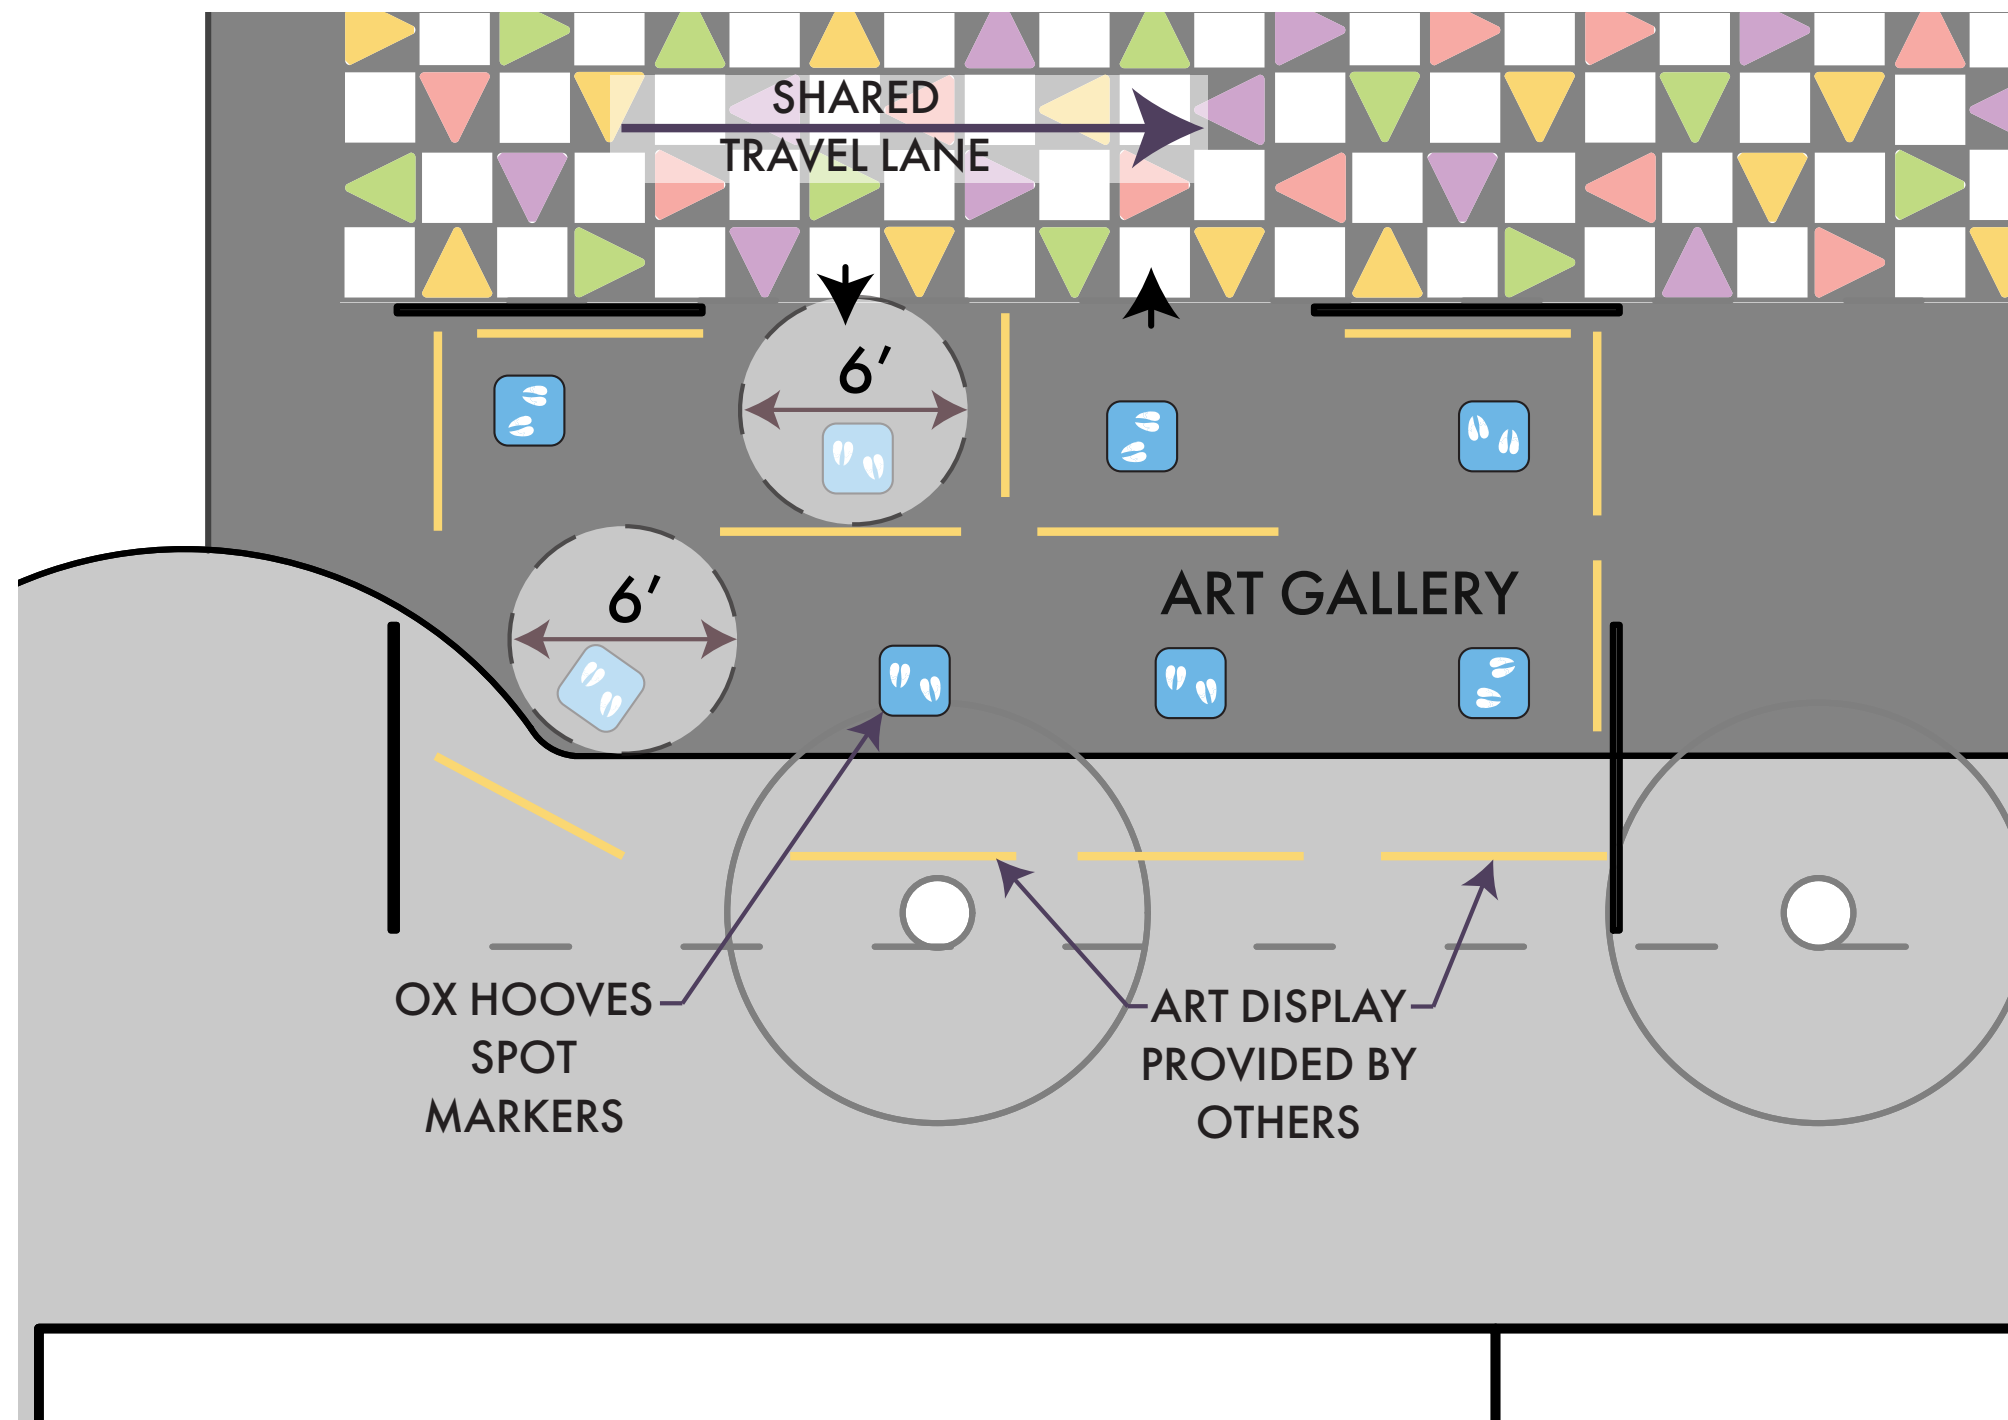 SHARED
TRAVEL LANE
6′
6′
ART GALLERY
OX HOOVES
SPOT
MARKERS
ART DISPLAY
PROVIDED BY
OTHERS